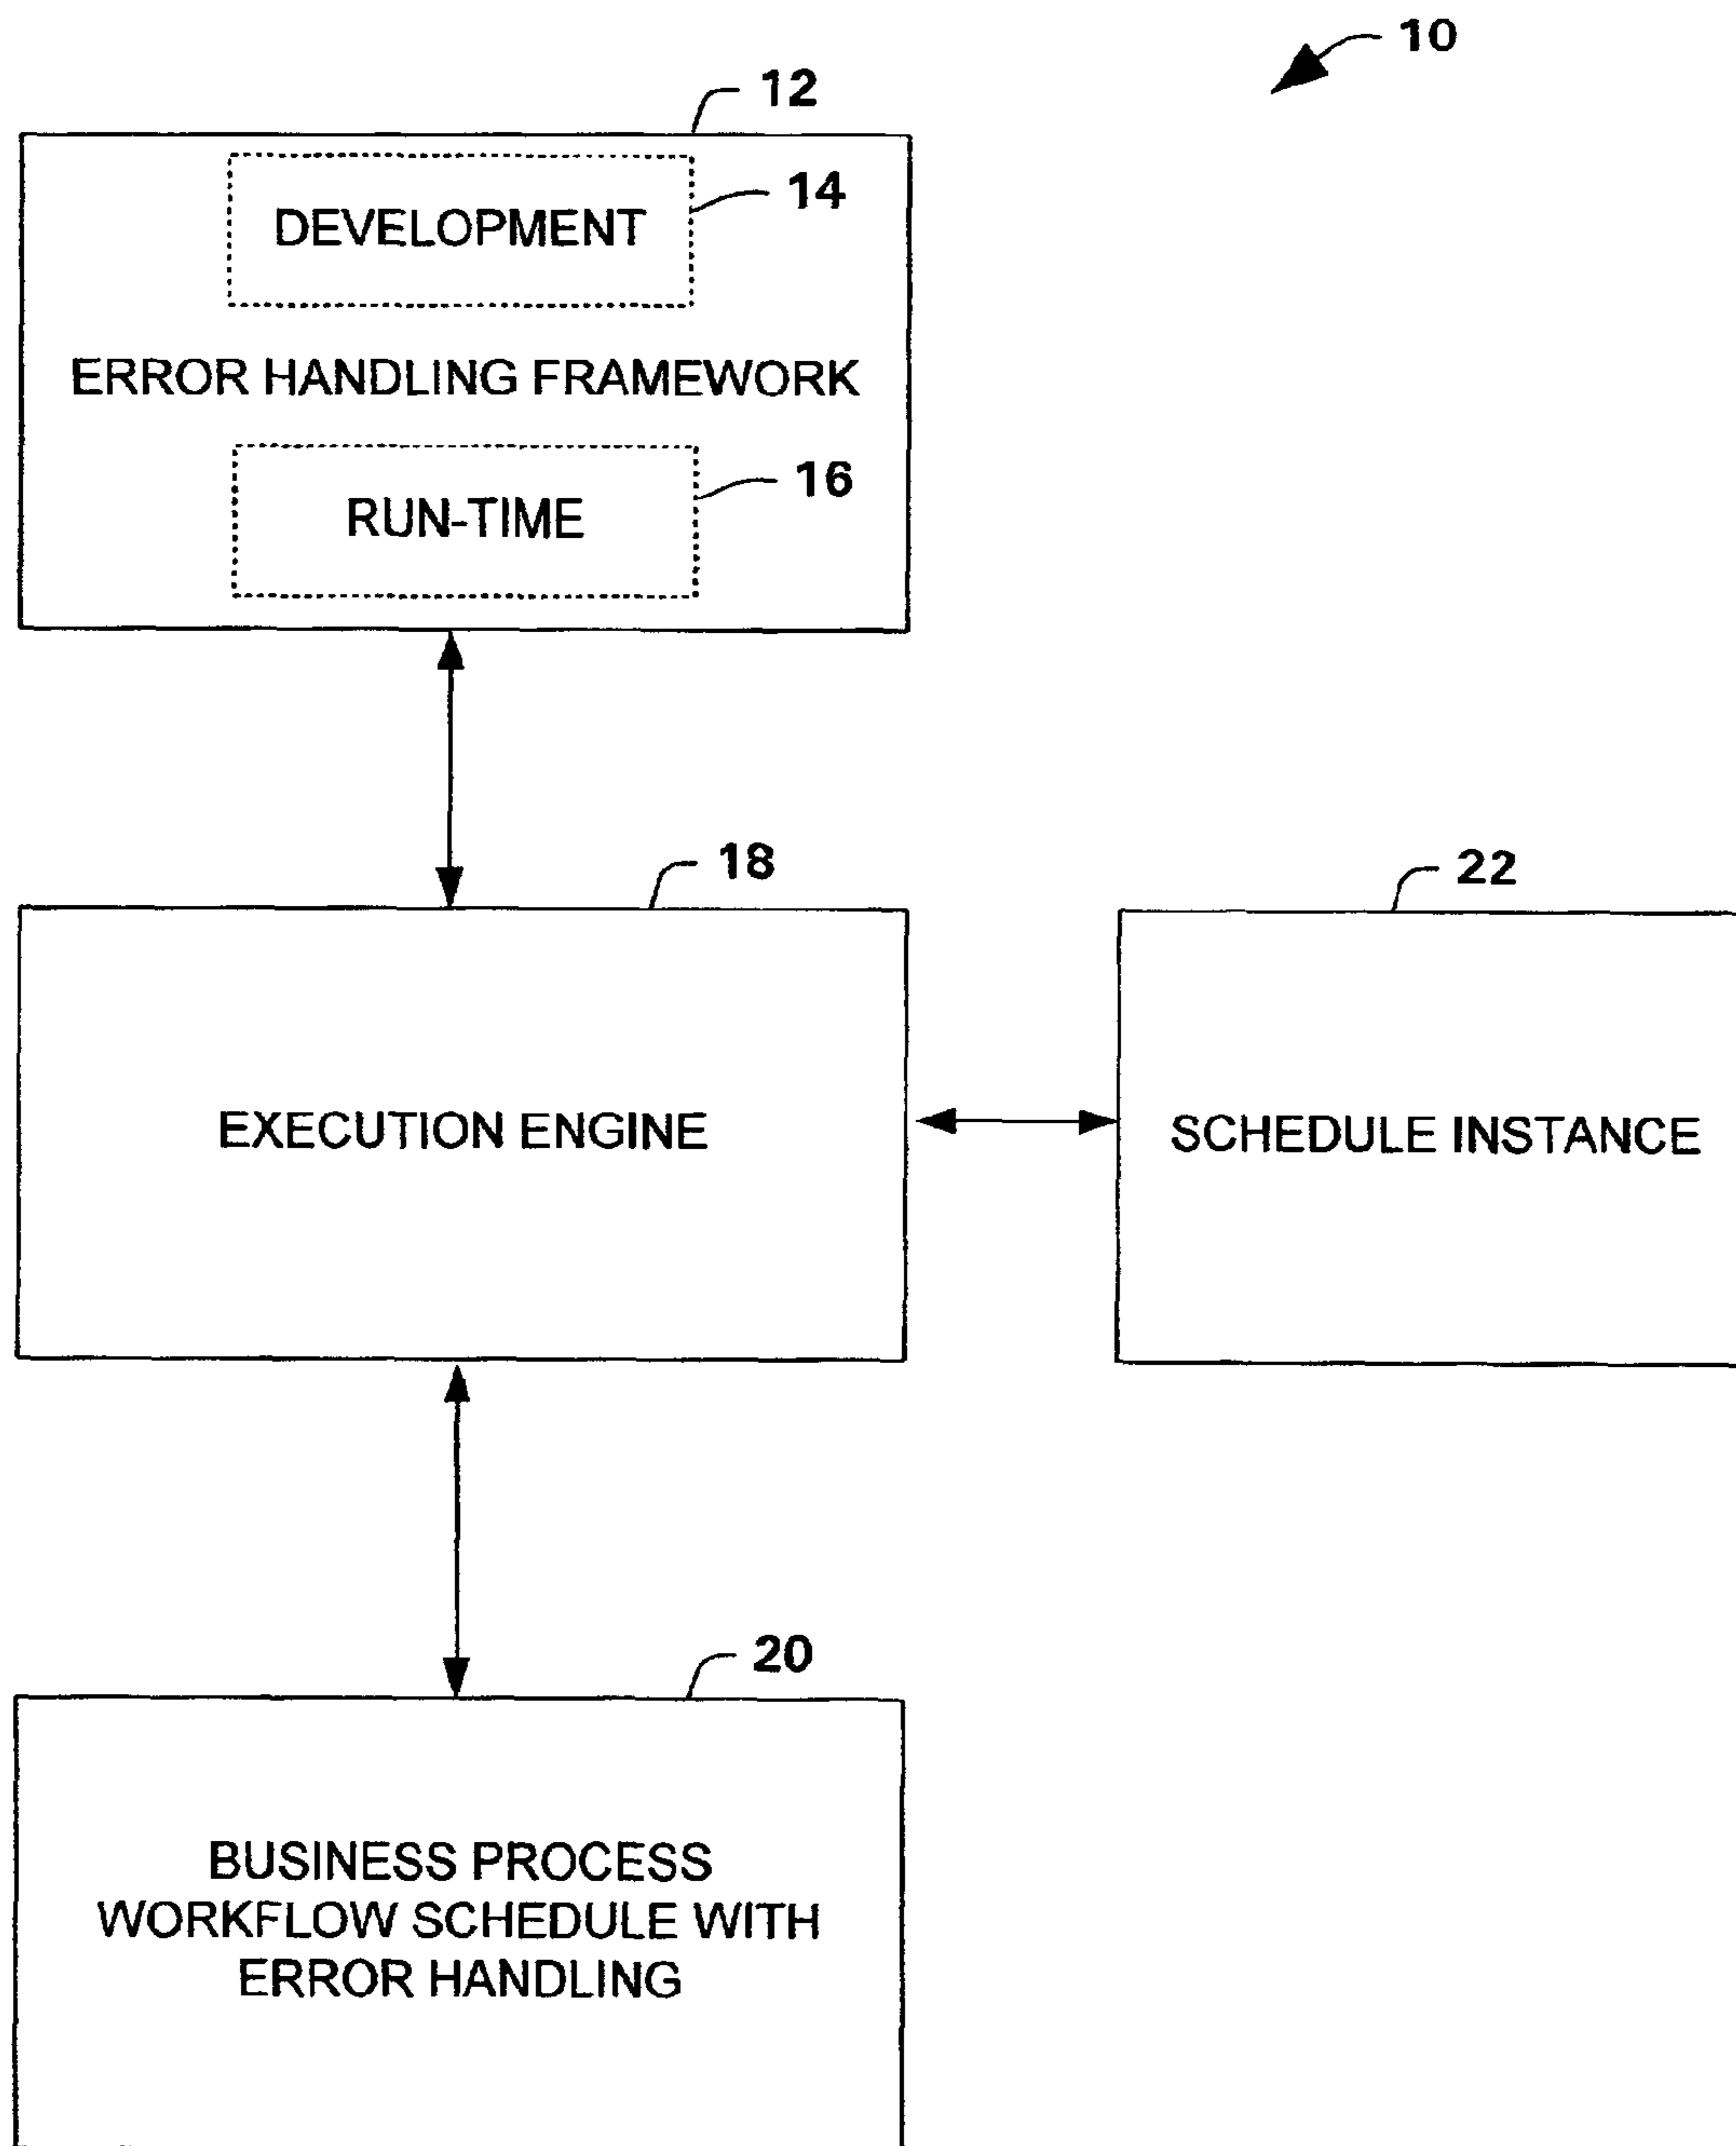 10
12
14
DEVELOPMENT
ERROR HANDLING FRAMEWORK
16
RUN-TIME
18
22
EXECUTION ENGINE
SCHEDULE INSTANCE
20
BUSINESS PROCESS
WORKFLOW SCHEDULE WITH
ERROR HANDLING